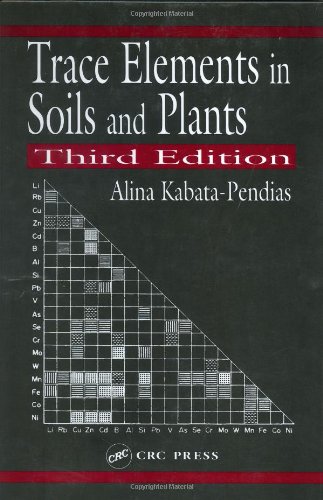 Trace Elements in
Soils and Plants
Third Edition
Alina Kabata-Pendias
Li
Rb
Cu
Zn
Cd
B
Al
Si
Pb
V
As
Se
Cr
Mo
W
Mn
Fe
Co
Ni
Li Rb Cu Zn Cd B Al Si Pb V As Se Cr Mo W Mn Fe Co Ni
CRC
CRC PRESS